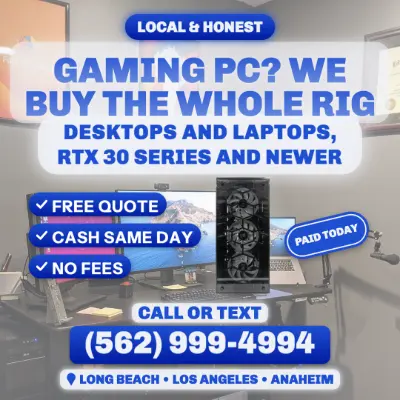 LOCAL & HONEST
GAMING PC? WE
BUY THE WHOLE RIG
DESKTOPS AND LAPTOPS,
RTX 30 SERIES AND NEWER
FREE QUOTE
CASH SAME DAY
NO FEES
PAID TODAY
CALL OR TEXT
(562) 999-4994
LONG BEACH • LOS ANGELES • ANAHEIM